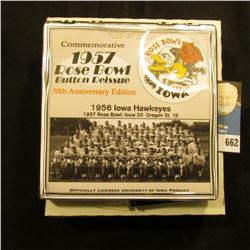 Commemorative
1957
Rose Bowl
Button Reissue
50th Anniversary Edition
ROSE BOWL
IOWA
1956 Iowa Hawkeyes
1957 Rose Bowl: Iowa 35 Oregon St. 19
OFFICIALLY LICENSED UNIVERSITY OF IOWA PRODUCT
662